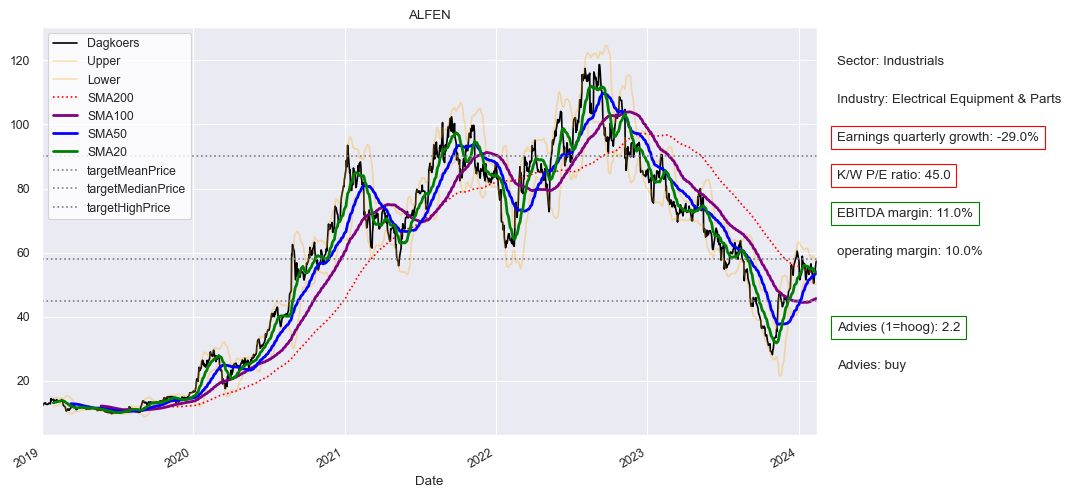 ALFEN
120
100
80
60
40
20
Dagkoers
Upper
Lower
SMA200
SMA100
SMA50
SMA20
targetMeanPrice
targetMedianPrice
targetHighPrice
2019
2020
2021
2022
2023
2024
Date
Sector: Industrials
Industry: Electrical Equipment & Parts
Earnings quarterly growth: -29.0%
K/W P/E ratio: 45.0
EBITDA margin: 11.0%
operating margin: 10.0%
Advies (1=hoog): 2.2
Advies: buy